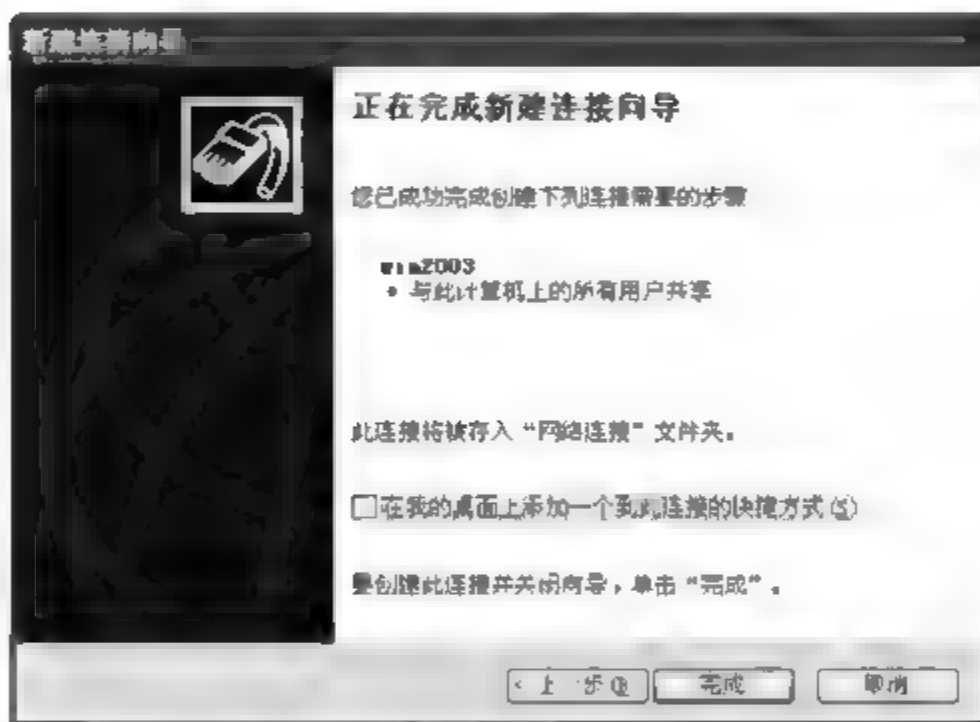 新建连接向导
正在完成新建连接向导
您已成功完成创建下列连接需要的步骤
win2003
• 与此计算机上的所有用户共享
此连接将被存入“网络连接”文件夹。
在我的桌面上添加一个到此连接的快捷方式(S)
要创建此连接并关闭向导，单击“完成”。
<上一步(B) 完成 取消